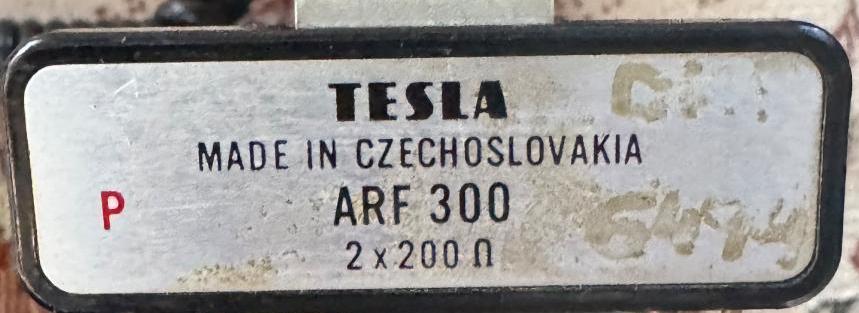 TESLA
MADE IN CZECHOSLOVAKIA
P
ARF 300
2 x 200 Ω